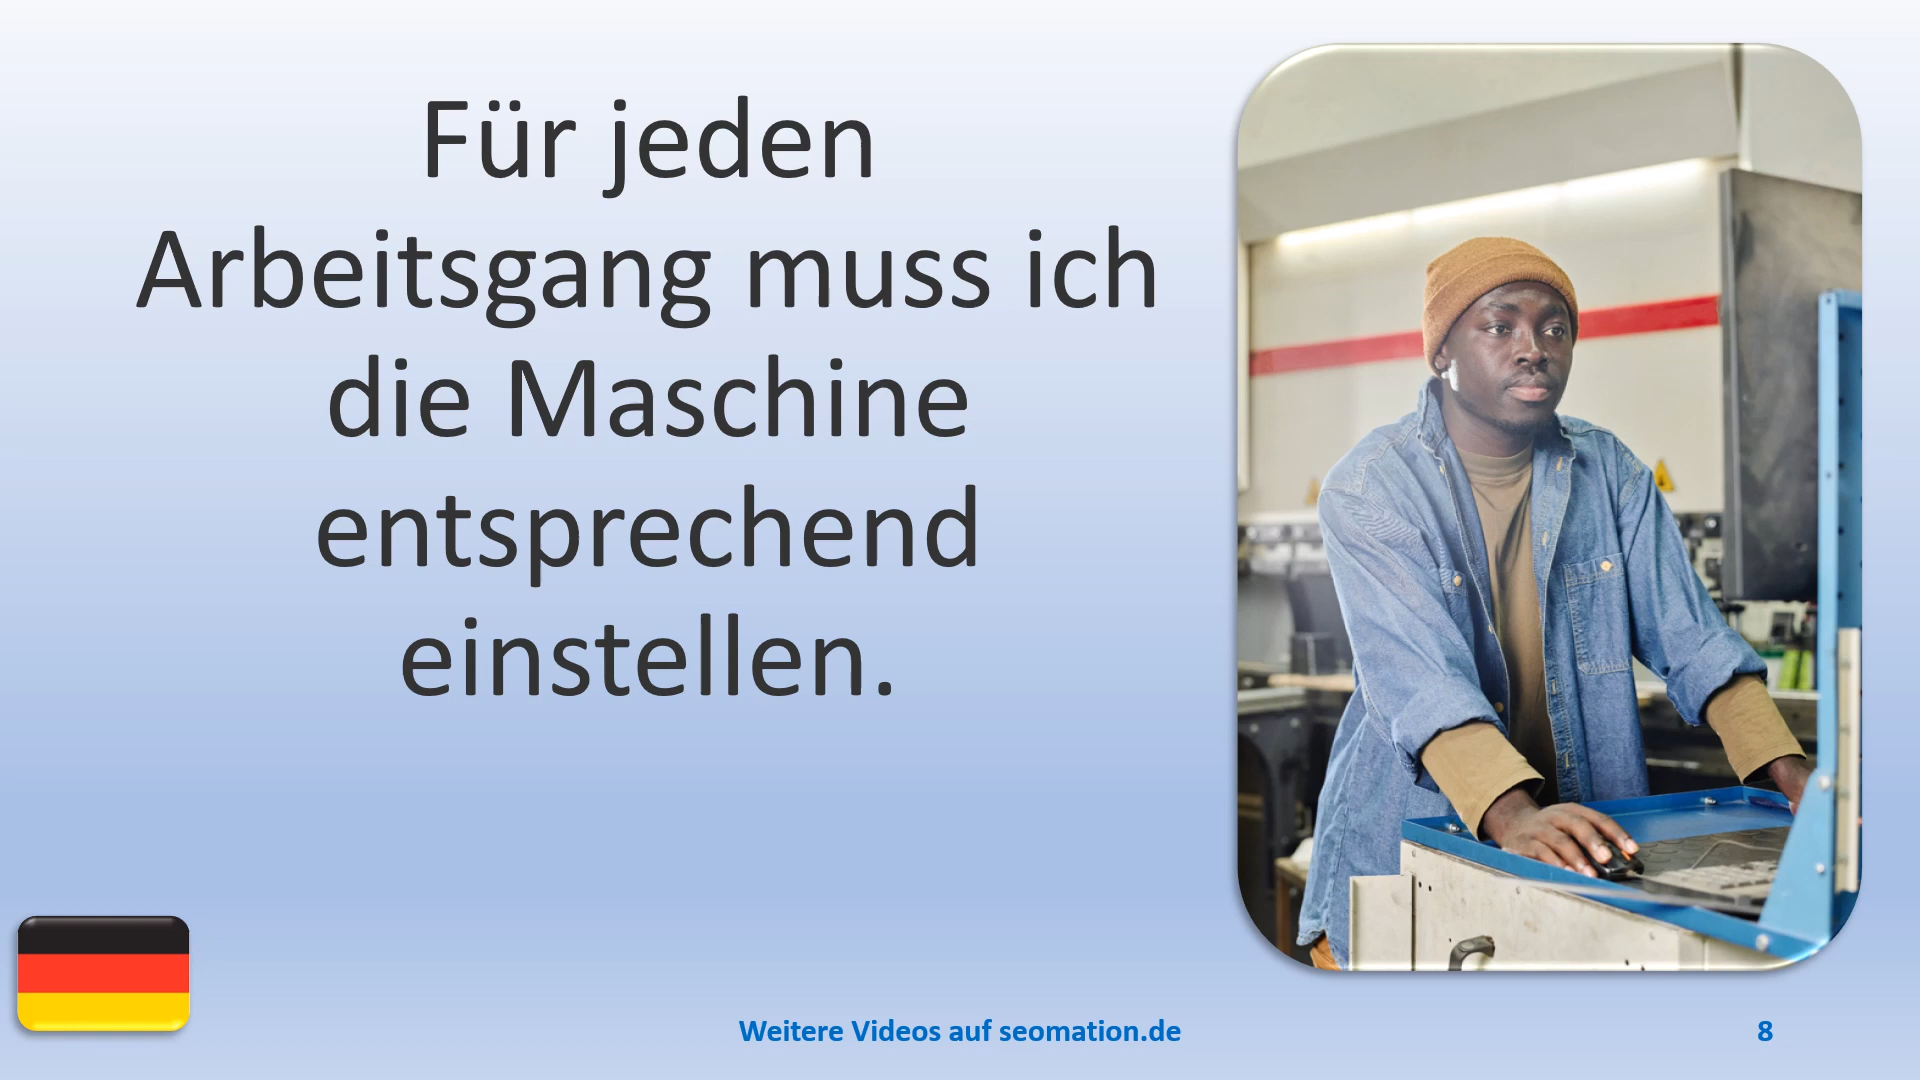 Für jeden
Arbeitsgang muss ich
die Maschine
entsprechend
einstellen.
Weitere Videos auf seomation.de
8